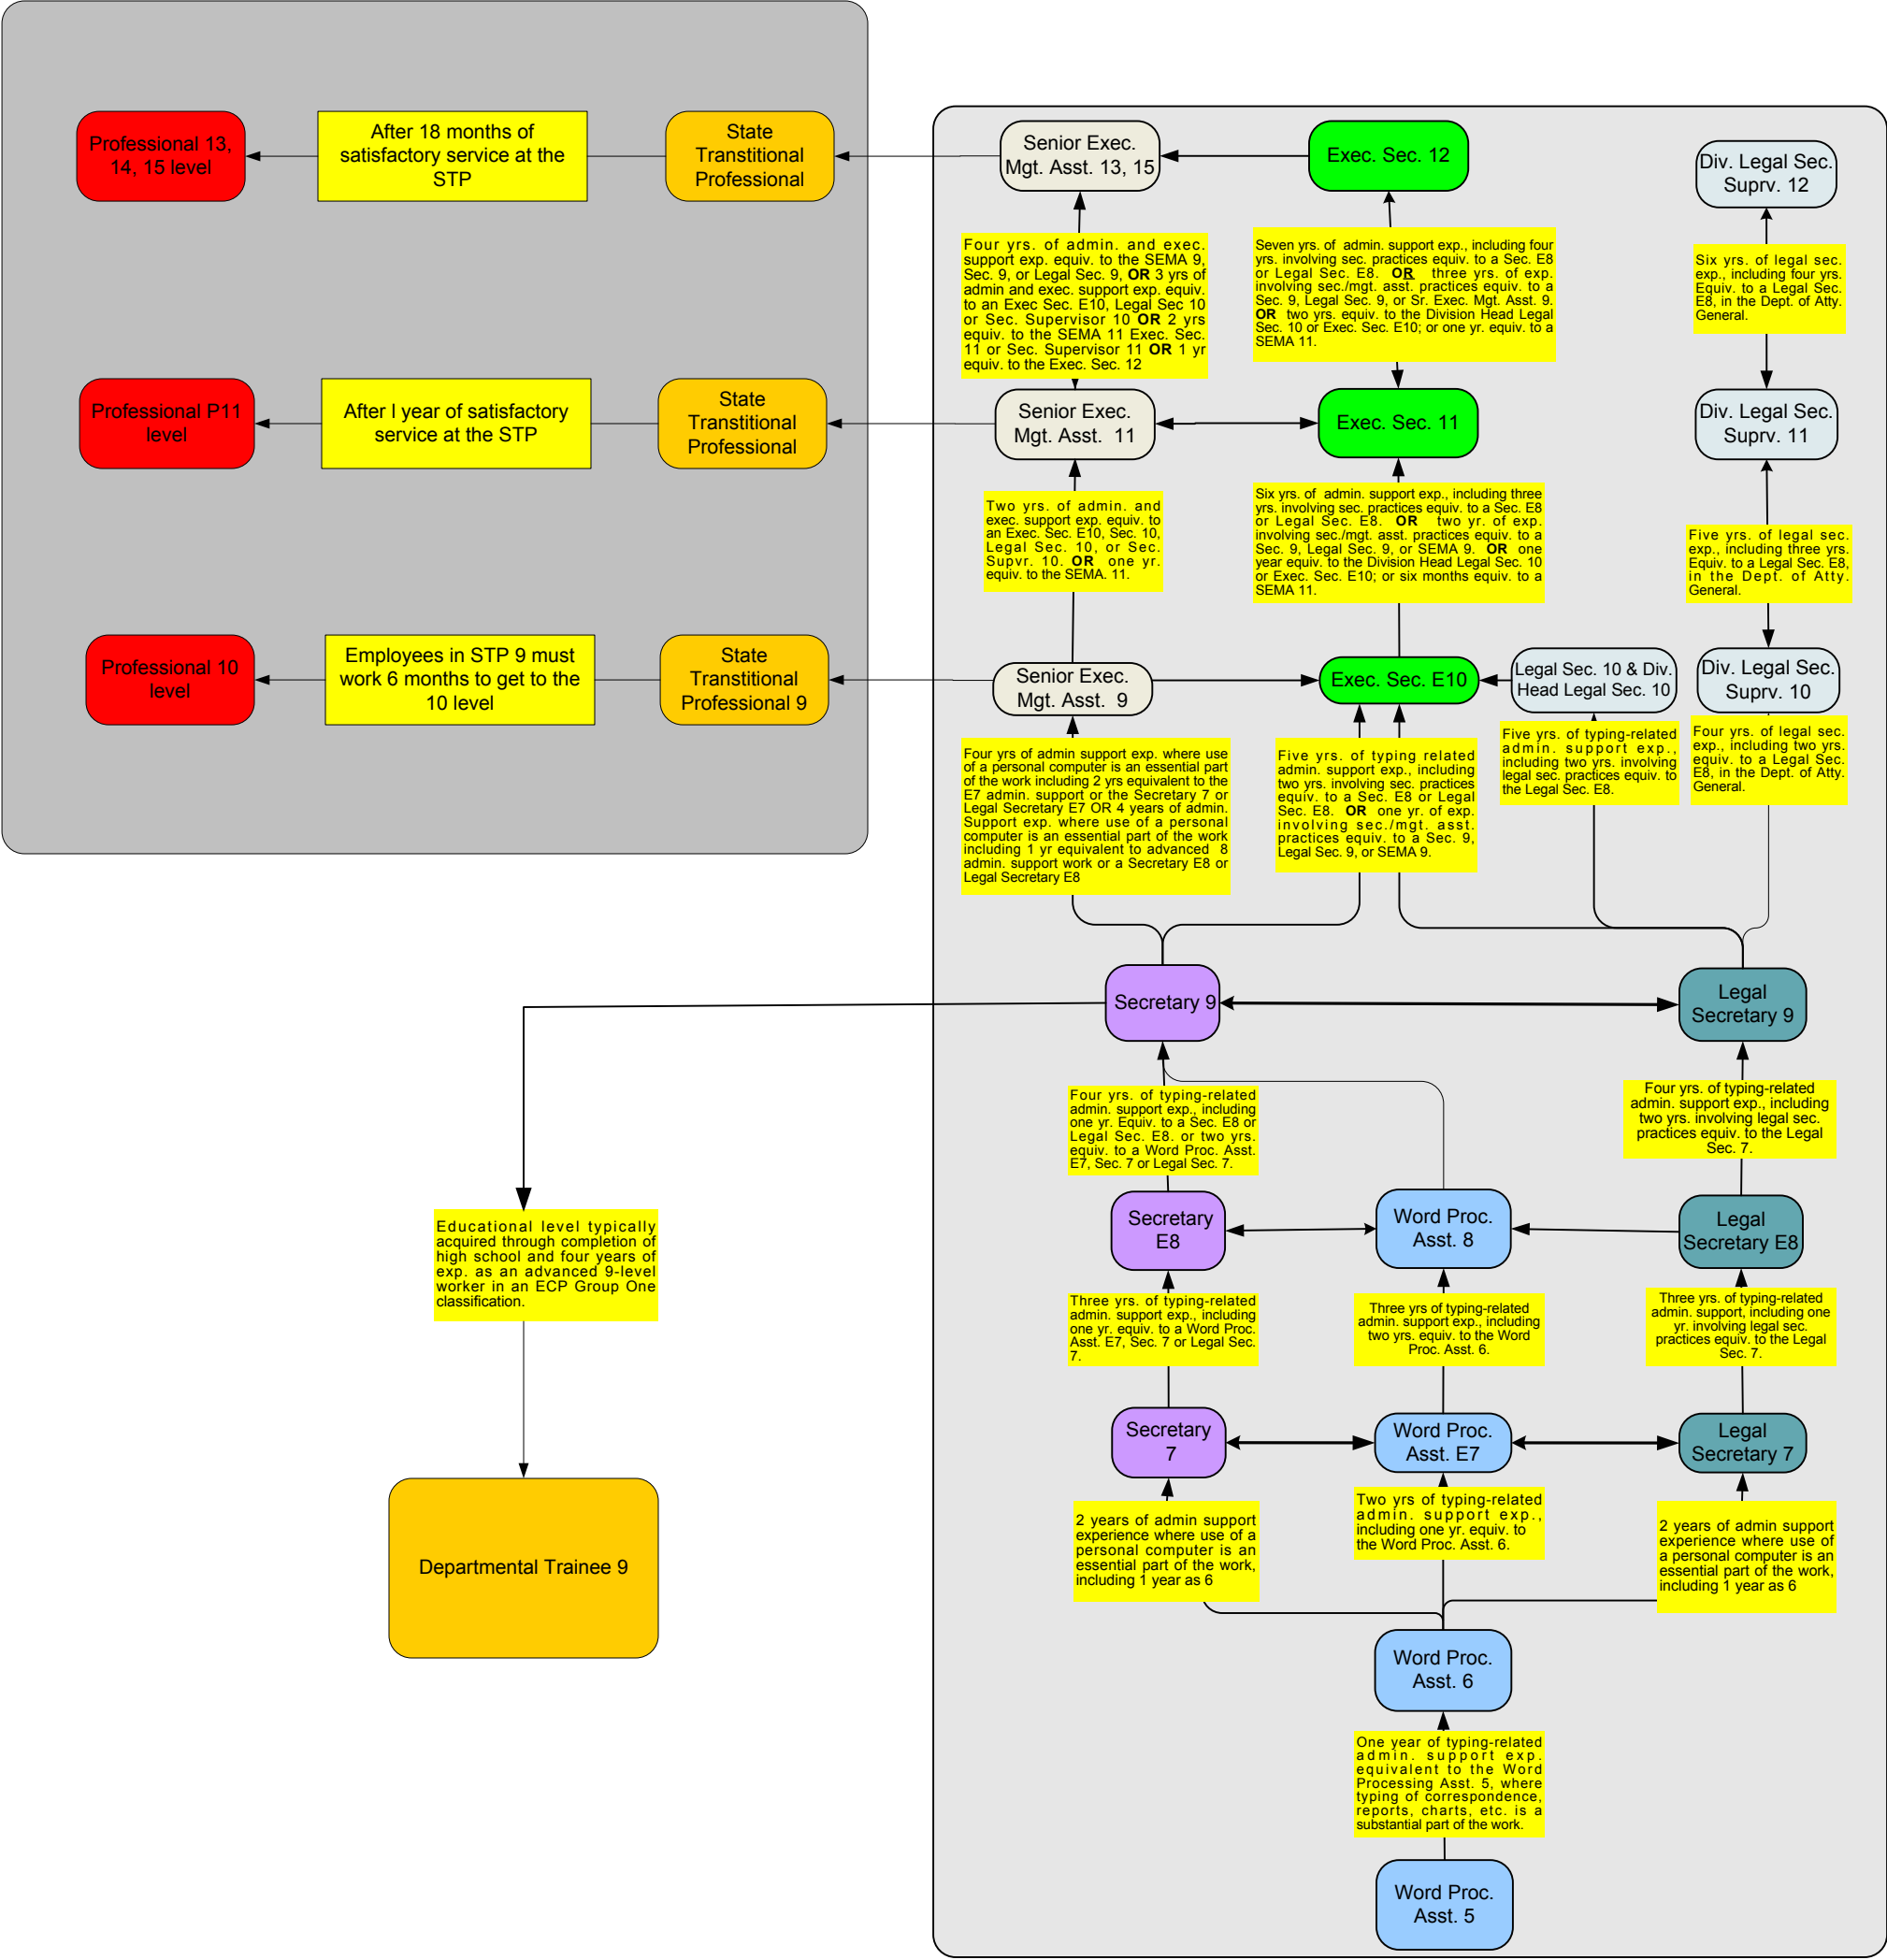 Professional 13,
14, 15 level
After 18 months of
satisfactory service at the
STP
State
Transtitional
Professional
Senior Exec.
Mgt. Asst. 13, 15
Exec. Sec. 12
Div. Legal Sec.
Suprv. 12
Four yrs. of admin. and exec.
support exp. equiv. to the SEMA 9,
Sec. 9, or Legal Sec. 9, OR 3 yrs of
admin and exec. support exp. equiv.
to an Exec Sec. E10, Legal Sec 10
or Sec. Supervisor 10 OR 2 yrs
equiv. to the SEMA 11 Exec. Sec.
11 or Sec. Supervisor 11 OR 1 yr
equiv. to the Exec. Sec. 12
Seven yrs. of admin. support exp., including four
yrs. involving sec. practices equiv. to a Sec. E8
or Legal Sec. E8. OR three yrs. of exp.
involving sec./mgt. asst. practices equiv. to a
Sec. 9, Legal Sec. 9, or Sr. Exec. Mgt. Asst. 9.
OR two yrs. equiv. to the Division Head Legal
Sec. 10 or Exec. Sec. E10; or one yr. equiv. to a
SEMA 11.
Six yrs. of legal sec.
exp., including four yrs.
Equiv. to a Legal Sec.
E8, in the Dept. of Atty.
General.
Professional P11
level
After I year of satisfactory
service at the STP
State
Transtitional
Professional
Senior Exec.
Mgt. Asst. 11
Exec. Sec. 11
Div. Legal Sec.
Suprv. 11
Two yrs. of admin. and
exec. support exp. equiv. to
an Exec. Sec. E10, Sec. 10,
Legal Sec. 10, or Sec.
Supvr. 10. OR one yr.
equiv. to the SEMA. 11.
Six yrs. of admin. support exp., including three
yrs. involving sec. practices equiv. to a Sec. E8
or Legal Sec. E8. OR two yr. of exp.
involving sec./mgt. asst. practices equiv. to a
Sec. 9, Legal Sec. 9, or SEMA 9. OR one
year equiv. to the Division Head Legal Sec. 10
or Exec. Sec. E10; or six months equiv. to a
SEMA 11.
Five yrs. of legal sec.
exp., including three yrs.
Equiv. to a Legal Sec. E8,
in the Dept. of Atty.
General.
Professional 10
level
Employees in STP 9 must
work 6 months to get to the
10 level
State
Transtitional
Professional 9
Senior Exec.
Mgt. Asst. 9
Exec. Sec. E10
Legal Sec. 10 & Div.
Head Legal Sec. 10
Div. Legal Sec.
Suprv. 10
Four yrs of admin support exp. where use
of a personal computer is an essential part
of the work including 2 yrs equivalent to the
E7 admin. support or the Secretary 7 or
Legal Secretary E7 OR 4 years of admin.
Support exp. where use of a personal
computer is an essential part of the work
including 1 yr equivalent to advanced 8
admin. support work or a Secretary E8 or
Legal Secretary E8
Five yrs. of typing related
admin. support exp., including
two yrs. involving sec. practices
equiv. to a Sec. E8 or Legal
Sec. E8. OR one yr. of exp.
involving sec./mgt. asst.
practices equiv. to a Sec. 9,
Legal Sec. 9, or SEMA 9.
Five yrs. of typing-related
admin. support exp.,
including two yrs. involving
legal sec. practices equiv. to
the Legal Sec. E8.
Four yrs. of legal sec.
exp., including two yrs.
equiv. to a Legal Sec.
E8, in the Dept. of Atty.
General.
Secretary 9
Legal
Secretary 9
Four yrs. of typing-related
admin. support exp., including
one yr. Equiv. to a Sec. E8 or
Legal Sec. E8. or two yrs.
equiv. to a Word Proc. Asst.
E7, Sec. 7 or Legal Sec. 7.
Four yrs. of typing-related
admin. support exp., including
two yrs. involving legal sec.
practices equiv. to the Legal
Sec. 7.
Educational level typically
acquired through completion of
high school and four years of
exp. as an advanced 9-level
worker in an ECP Group One
classification.
Secretary
E8
Word Proc.
Asst. 8
Legal
Secretary E8
Three yrs. of typing-related
admin. support exp., including
one yr. equiv. to a Word Proc.
Asst. E7, Sec. 7 or Legal Sec.
7.
Three yrs of typing-related
admin. support exp., including
two yrs. equiv. to the Word
Proc. Asst. 6.
Three yrs. of typing-related
admin. support, including one
yr. involving legal sec.
practices equiv. to the Legal
Sec. 7.
Secretary
7
Word Proc.
Asst. E7
Legal
Secretary 7
2 years of admin support
experience where use of a
personal computer is an
essential part of the work,
including 1 year as 6
Two yrs of typing-related
admin. support exp.,
including one yr. equiv. to
the Word Proc. Asst. 6.
2 years of admin support
experience where use of
a personal computer is an
essential part of the work,
including 1 year as 6
Departmental Trainee 9
Word Proc.
Asst. 6
One year of typing-related
admin. support exp.
equivalent to the Word
Processing Asst. 5, where
typing of correspondence,
reports, charts, etc. is a
substantial part of the work.
Word Proc.
Asst. 5